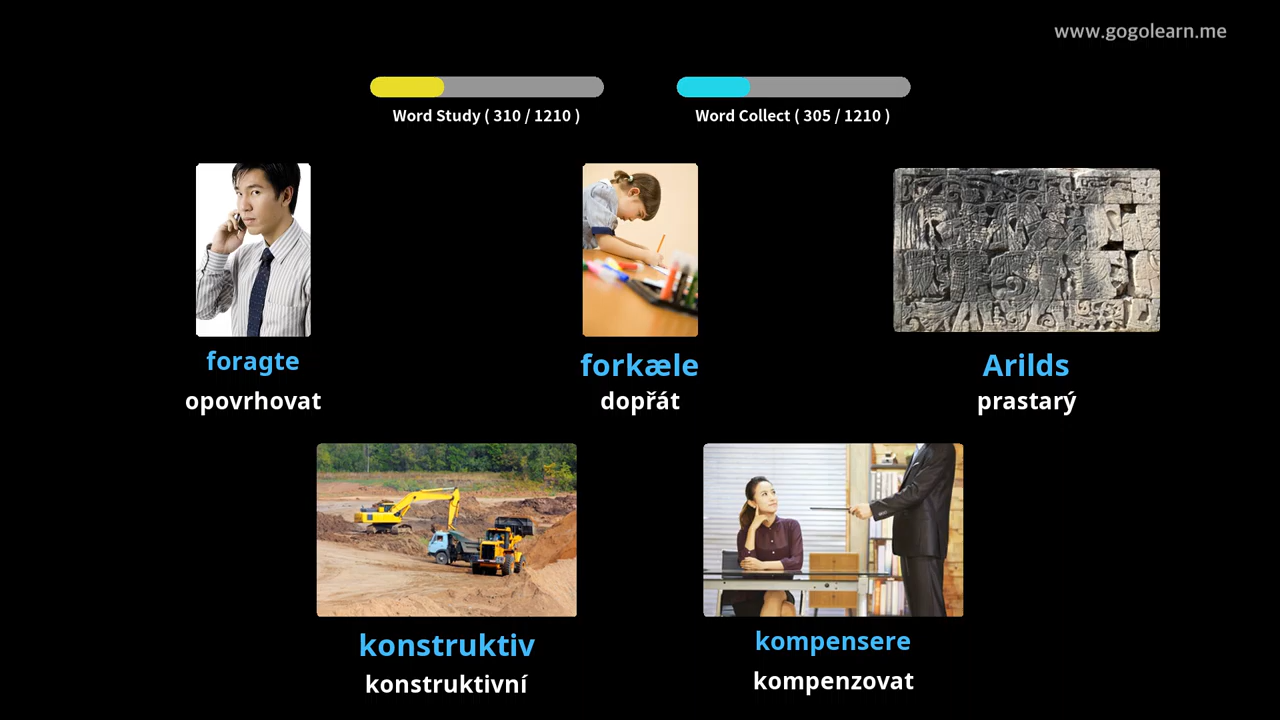 www.gogolearn.me
Word Study ( 310 / 1210 )
Word Collect ( 305 / 1210 )
foragte
opovrhovat
forkæle
dopřát
Arilds
prastarý
konstruktiv
konstruktivní
kompensere
kompenzovat